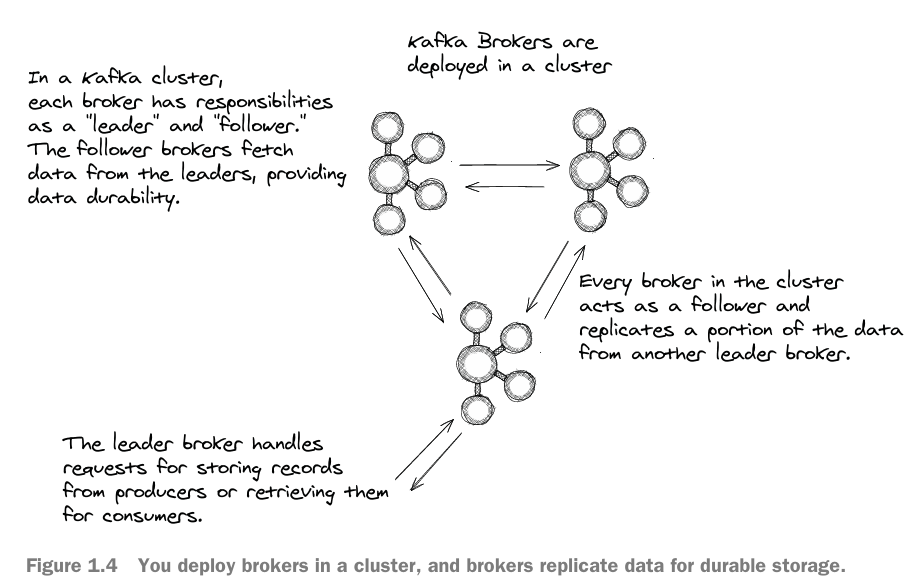 Kafka Brokers are
deployed in a cluster
In a Kafka cluster,
each broker has responsibilities
as a "leader" and "follower."
The follower brokers fetch
data from the leaders, providing
data durability.
Every broker in the cluster
acts as a follower and
replicates a portion of the data
from another leader broker.
The leader broker handles
requests for storing records
from producers or retrieving them
for consumers.
Figure 1.4 You deploy brokers in a cluster, and brokers replicate data for durable storage.